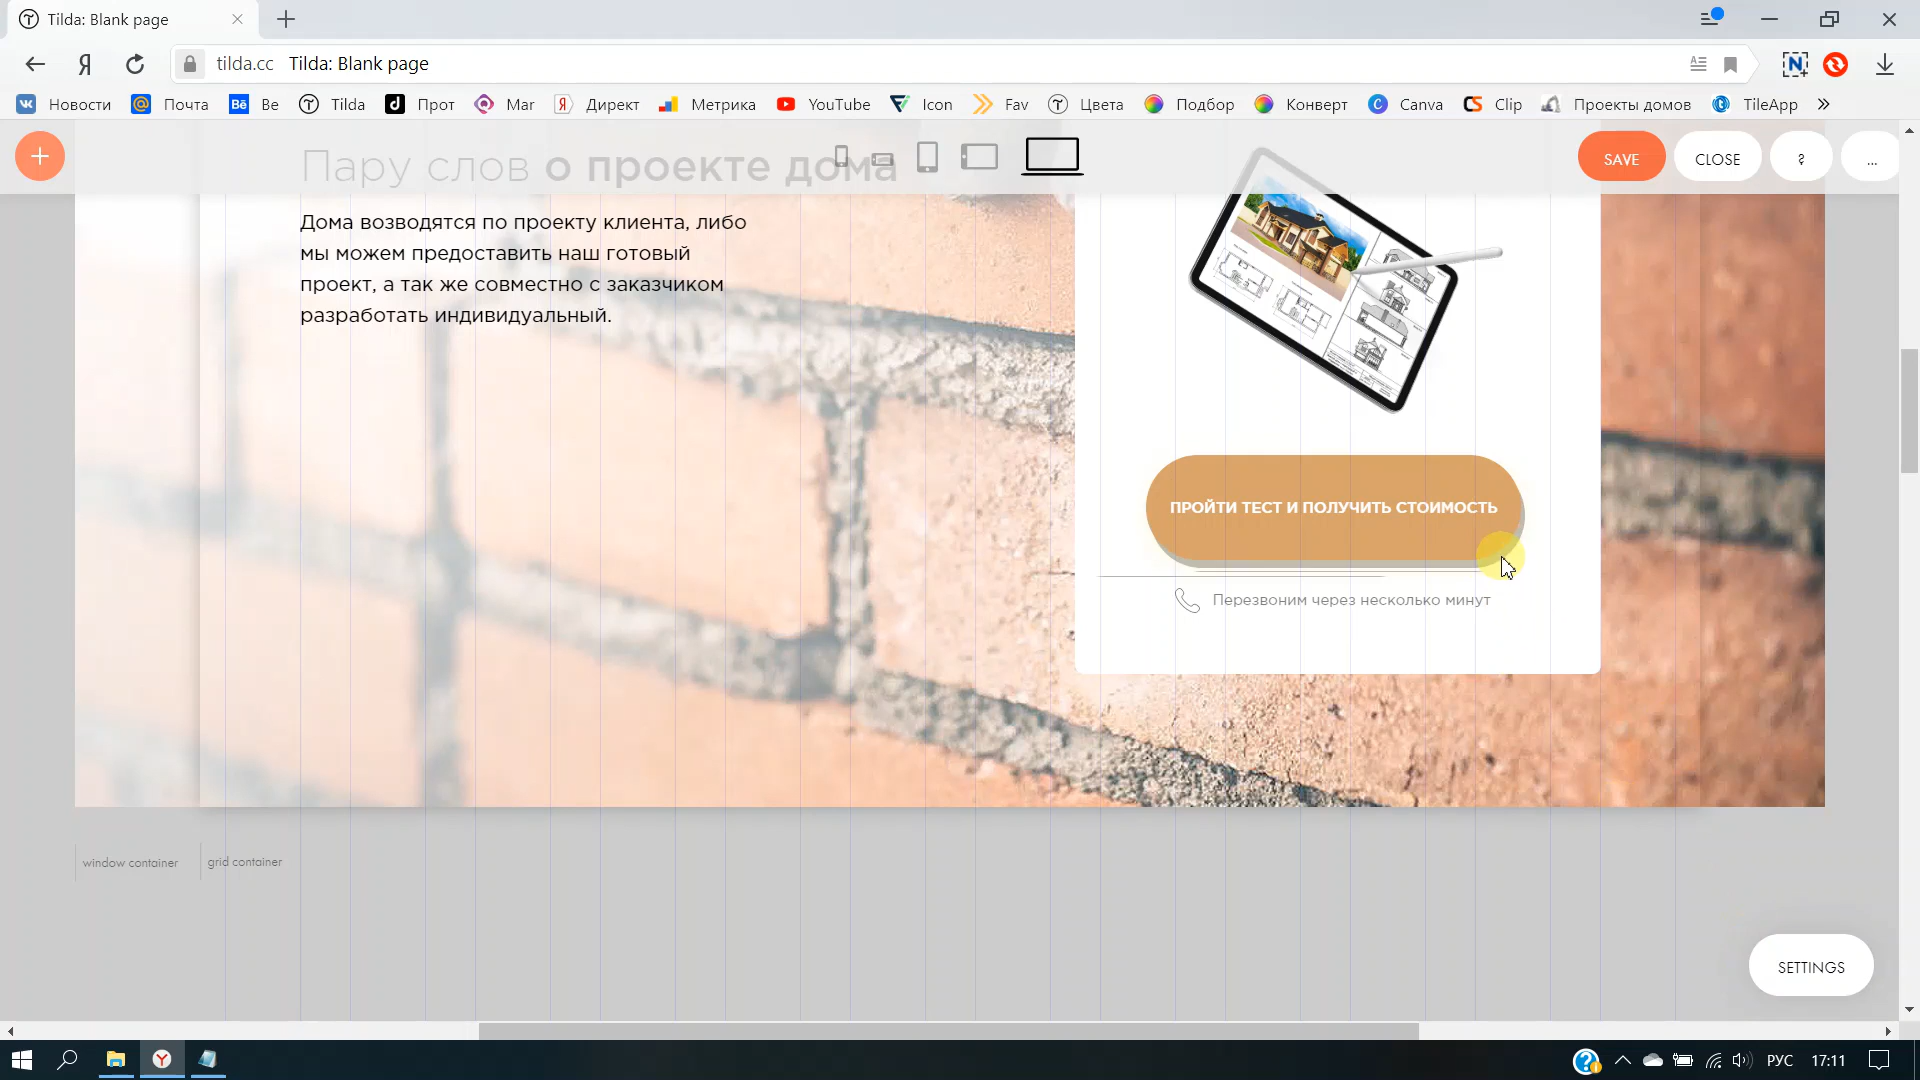 Tilda: Blank page
tilda.cc Tilda: Blank page
Новости Почта Be Tilda Прот Mar Директ Метрика YouTube Icon Fav Цвета Подбор Конверт Canva Clip Проекты домов TileApp
SAVE CLOSE ? ...
Пару слов о проекте дома
Дома возводятся по проекту клиента, либо
мы можем предоставить наш готовый
проект, а так же совместно с заказчиком
разработать индивидуальный.
ПРОЙТИ ТЕСТ И ПОЛУЧИТЬ СТОИМОСТЬ
Перезвоним через несколько минут
window container grid container
SETTINGS
РУС 17:11